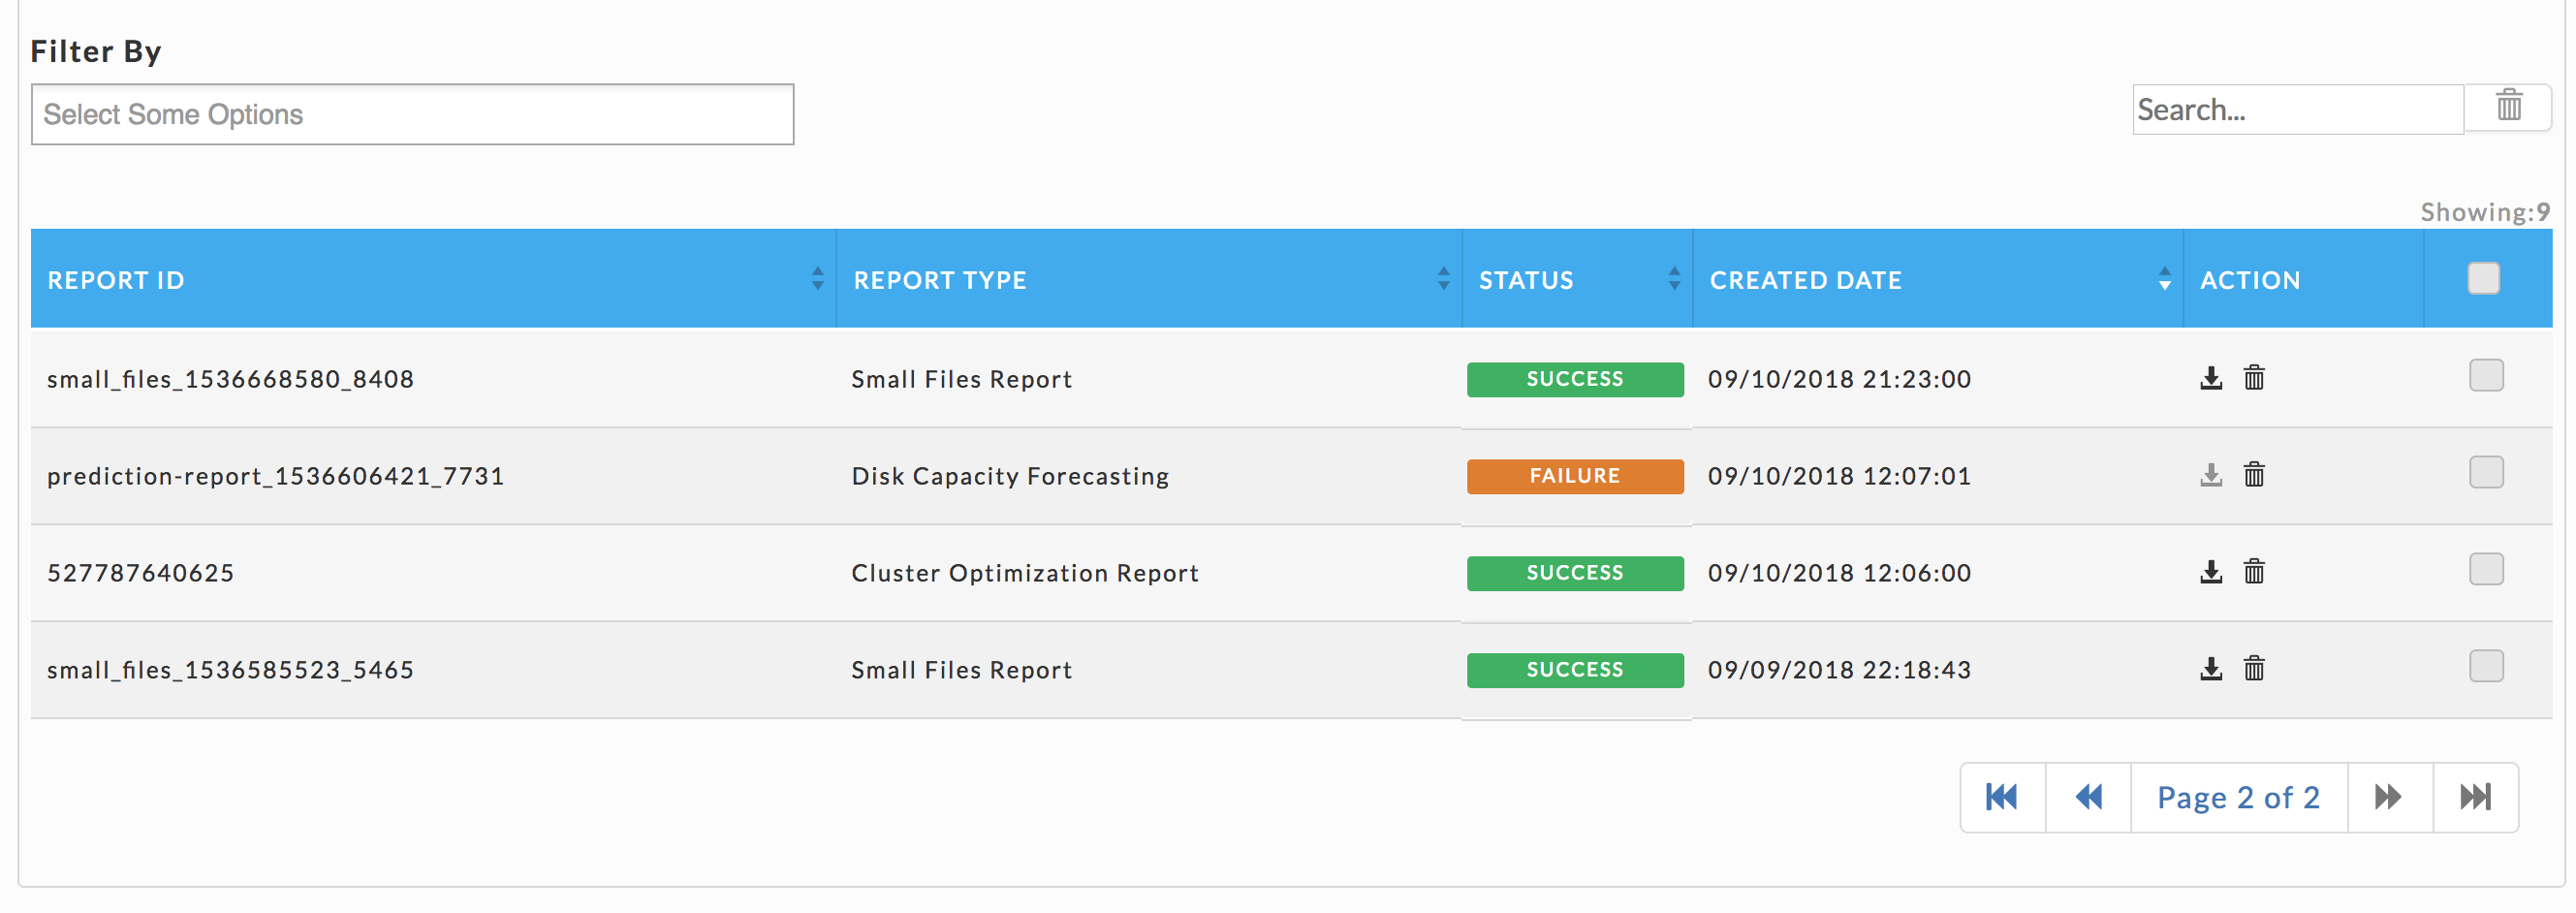 Filter By
Select Some Options
Search...
Showing:9
REPORT ID REPORT TYPE STATUS CREATED DATE ACTION
small_files_1536668580_8408 Small Files Report SUCCESS 09/10/2018 21:23:00
prediction-report_1536606421_7731 Disk Capacity Forecasting FAILURE 09/10/2018 12:07:01
527787640625 Cluster Optimization Report SUCCESS 09/10/2018 12:06:00
small_files_1536585523_5465 Small Files Report SUCCESS 09/09/2018 22:18:43
Page 2 of 2